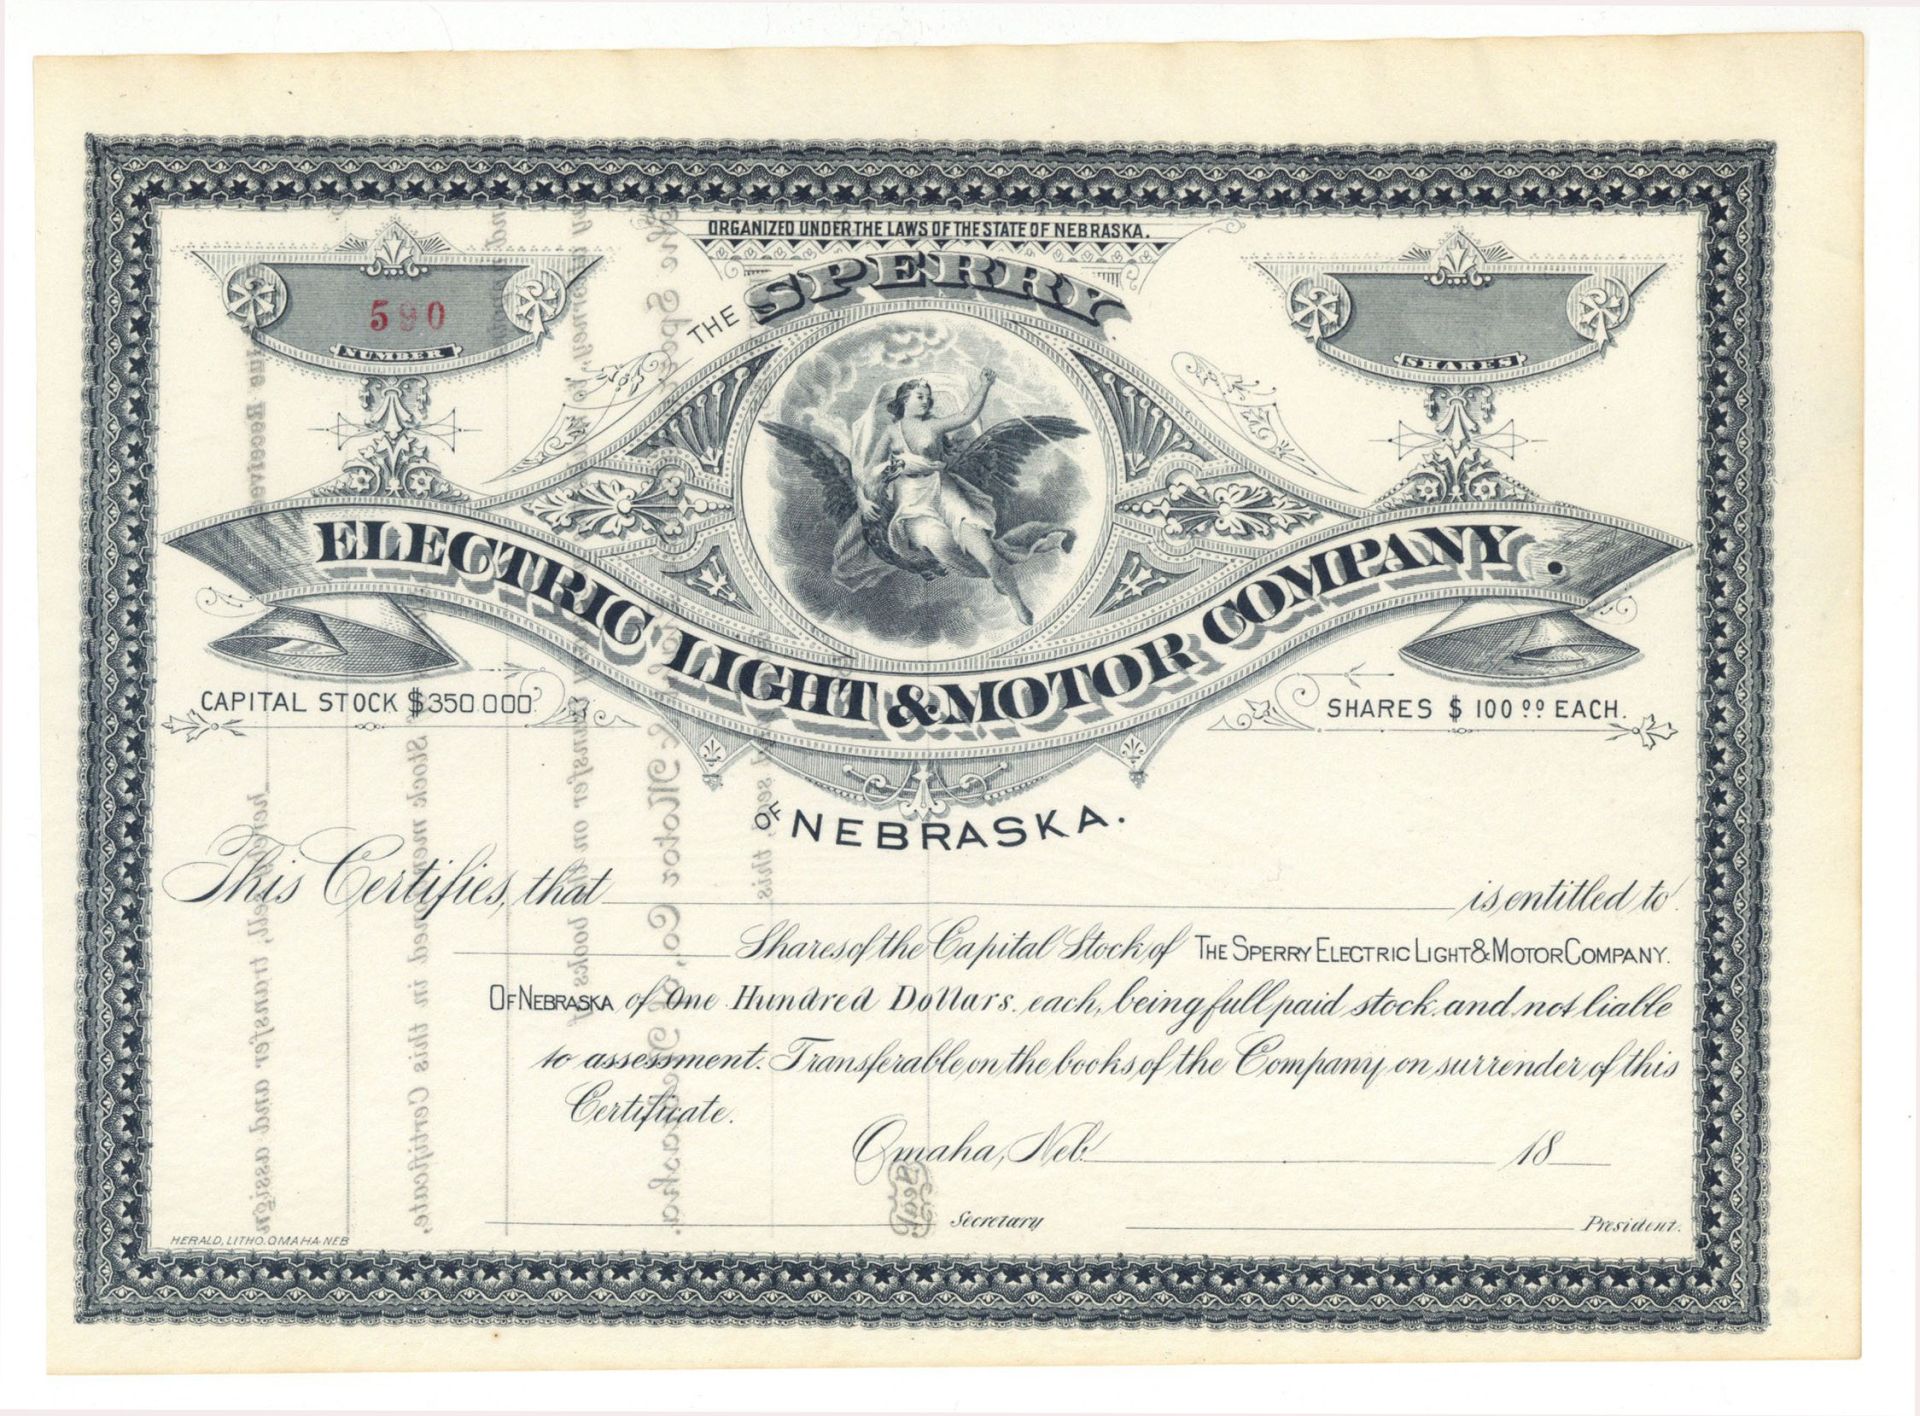 ORGANIZED UNDER THE LAWS OF THE STATE OF NEBRASKA.
590
NUMBER
SHARES
THE SPERRY
ELECTRIC LIGHT & MOTOR COMPANY.
CAPITAL STOCK $350.000.
SHARES $100.00 EACH.
OF NEBRASKA.
This Certifies, that is entitled to
Shares of the Capital Stock of THE SPERRY ELECTRIC LIGHT & MOTOR COMPANY.
OF NEBRASKA of One Hundred Dollars each, being full paid stock and not liable
to assessment. Transferable on the books of the Company on surrender of this
Certificate.
Omaha, Neb. 18
Secretary
President.
HERALD, LITHO. OMAHA. NEB